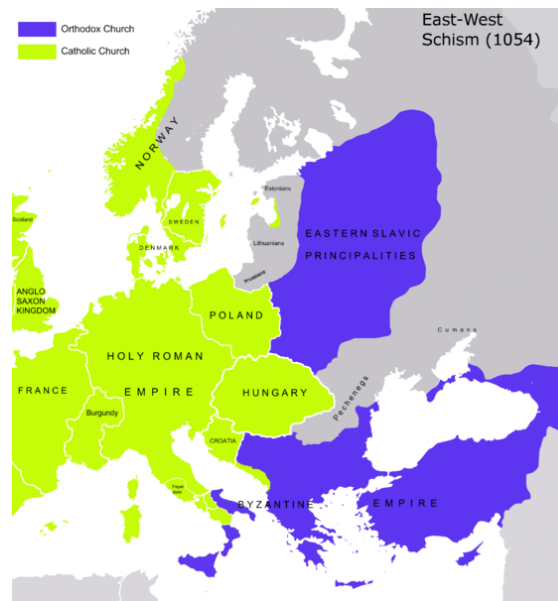 East-West
Schism (1054)
Orthodox Church
Catholic Church
NORWAY
SWEDEN
Estonians
Scotland
DENMARK
Lithuanians
EASTERN SLAVIC
PRINCIPALITIES
Prussians
ANGLO
SAXON
KINGDOM
POLAND
Cumans
HOLY ROMAN
EMPIRE
FRANCE
HUNGARY
Pechenegs
Burgundy
CROATIA
Papal
states
BYZANTINE
EMPIRE